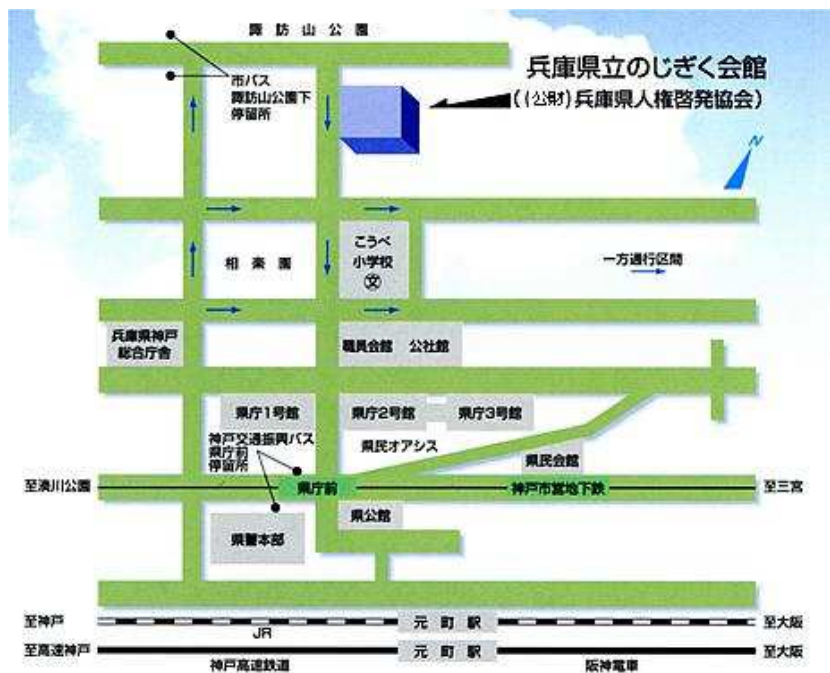 諏訪山公園
兵庫県立のじぎく会館
((公財)兵庫県人権啓発協会)
市バス
諏訪山公園下
停留所
N
こうべ
小学校
文
相楽園
一方通行区間
兵庫県神戸
総合庁舎
職員会館 公社館
県庁1号館
県庁2号館
県庁3号館
神戸交通振興バス
県庁前
停留所
県民オアシス
県民会館
至湊川公園
県庁前
神戸市営地下鉄
至三宮
県公館
県警本部
至神戸
元町駅
至大阪
JR
至高速神戸
元町駅
至大阪
神戸高速鉄道
阪神電車